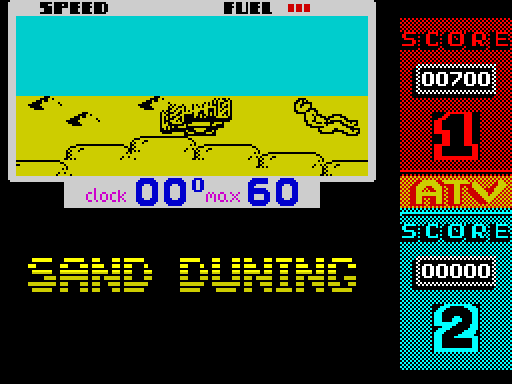 SPEED FUEL
clock 00° max 60
SAND DUNING
SCORE
00700
1
ATV
SCORE
00000
2